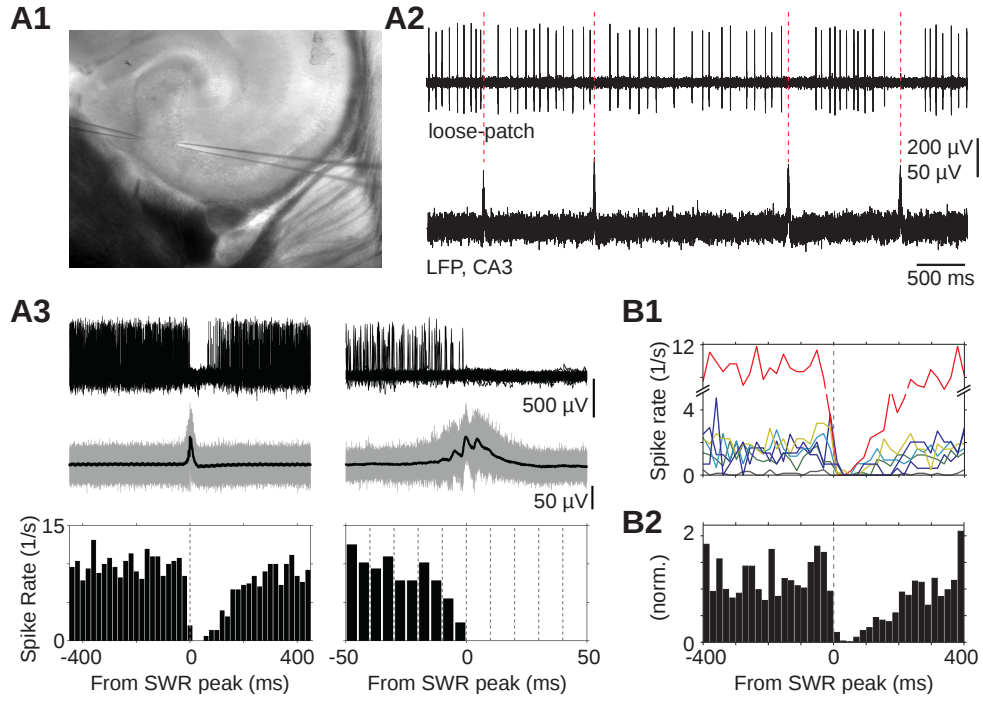 A1
A2
loose-patch
200 µV
50 µV
LFP, CA3
500 ms
A3
500 µV
50 µV
Spike Rate (1/s)
15
0
-400
0
400
From SWR peak (ms)
-50
0
50
From SWR peak (ms)
B1
Spike rate (1/s)
12
4
2
0
B2
(norm.)
2
1
0
-400
0
400
From SWR peak (ms)